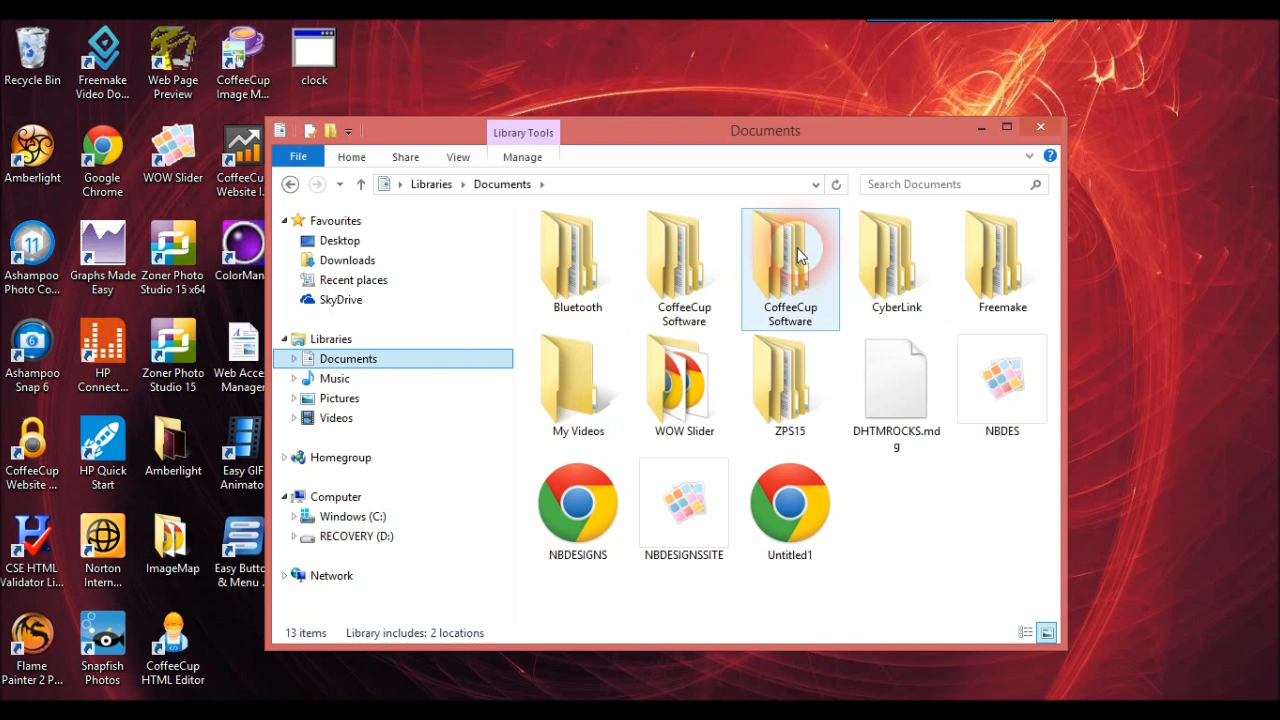 Recycle Bin
Freemake
Video Do...
Web Page
Preview
CoffeeCup
Image M...
clock
Amberlight
Google
Chrome
WOW Slider
CoffeeCu
Website I.
Ashampoo
Photo Co...
Graphs Made
Easy
Zoner Photo
Studio 15 x64
ColorMan
Ashampoo
Snap 6
HP
Connect...
Zoner Photo
Studio 15
Web Acce
Manager
CoffeeCup
Website ...
HP Quick
Start
Amberlight
Easy GIF
Animato
CSE HTML
Validator Li...
Norton
Intern...
ImageMap
Easy Butt
& Menu .
Flame
Painter 2 P...
Snapfish
Photos
CoffeeCup
HTML Editor
Library Tools
Documents
File
Home
Share
View
Manage
Libraries
Documents
Search Documents
Favourites
Desktop
Downloads
Recent places
SkyDrive
Libraries
Documents
Music
Pictures
Videos
Homegroup
Computer
Windows (C:)
RECOVERY (D:)
Network
Bluetooth
CoffeeCup
Software
CoffeeCup
Software
CyberLink
Freemake
My Videos
WOW Slider
ZPS15
DHTMROCKS.md
g
NBDES
NBDESIGNS
NBDESIGNSSITE
Untitled1
13 items
Library includes: 2 locations